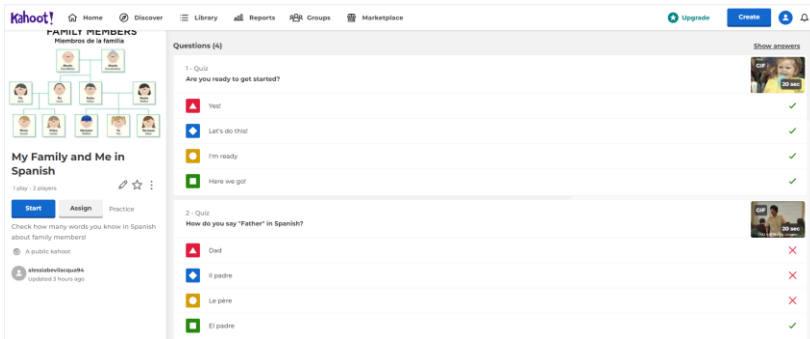 Kahoot!
Home
Discover
Library
Reports
Groups
Marketplace
Upgrade
Create
FAMILY MEMBERS
Miembros de la familia
My Family and Me in
Spanish
1 play · 2 players
Start
Assign
Practice
Check how many words you know in Spanish
about family members!
A public kahoot
alessiabevilacqua94
Updated 3 hours ago
Questions (4)
Show answers
1 - Quiz
Are you ready to get started?
GIF
20 sec
Yes!
Let's do this!
I'm ready
Here we go!
2 - Quiz
How do you say "Father" in Spanish?
GIF
20 sec
Dad
Il padre
Le père
El padre